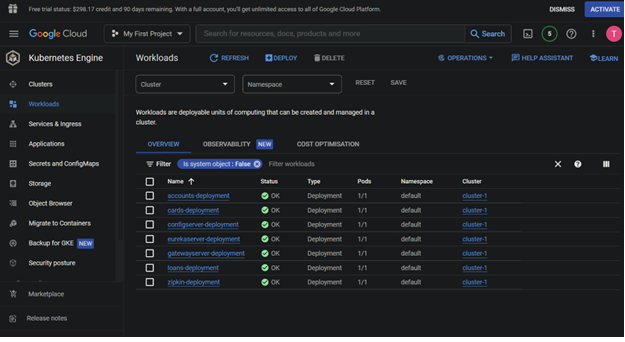 Free trial status: $298.17 credit and 90 days remaining. With a full account, you'll get unlimited access to all of Google Cloud Platform. DISMISS ACTIVATE
Google Cloud My First Project Search for resources, docs, products and more Search 5 T
Kubernetes Engine Workloads REFRESH DEPLOY DELETE OPERATIONS HELP ASSISTANT LEARN
Clusters
Workloads
Services & Ingress
Applications
Secrets and ConfigMaps
Storage
Object Browser
Migrate to Containers
Backup for GKE NEW
Security posture
Marketplace
Release notes
Cluster Namespace RESET SAVE
Workloads are deployable units of computing that can be created and managed in a
cluster.
OVERVIEW OBSERVABILITY NEW COST OPTIMISATION
Filter Is system object : False Filter workloads
Name Status Type Pods Namespace Cluster
accounts-deployment OK Deployment 1/1 default cluster-1
cards-deployment OK Deployment 1/1 default cluster-1
configserver-deployment OK Deployment 1/1 default cluster-1
eurekaserver-deployment OK Deployment 1/1 default cluster-1
gatewayserver-deployment OK Deployment 1/1 default cluster-1
loans-deployment OK Deployment 1/1 default cluster-1
zipkin-deployment OK Deployment 1/1 default cluster-1